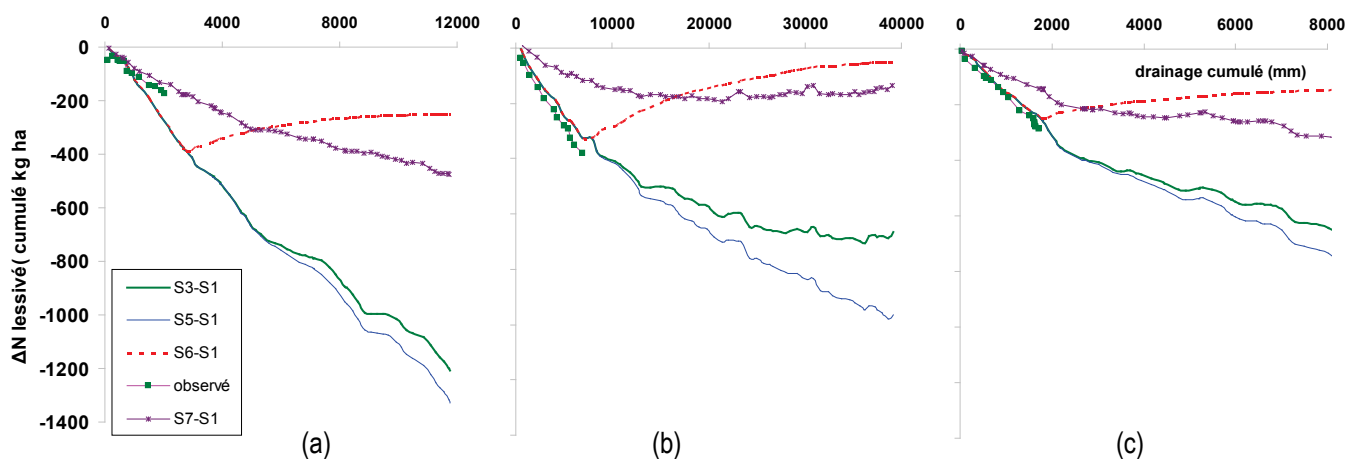 0 4000 8000 12000
0 10000 20000 30000 40000
0 2000 4000 6000 8000
0
-200
-400
-600
-800
-1000
-1200
-1400
ΔN lessivé( cumulé kg ha
drainage cumulé (mm)
S3-S1
S5-S1
S6-S1
observé
S7-S1
(a)
(b)
(c)